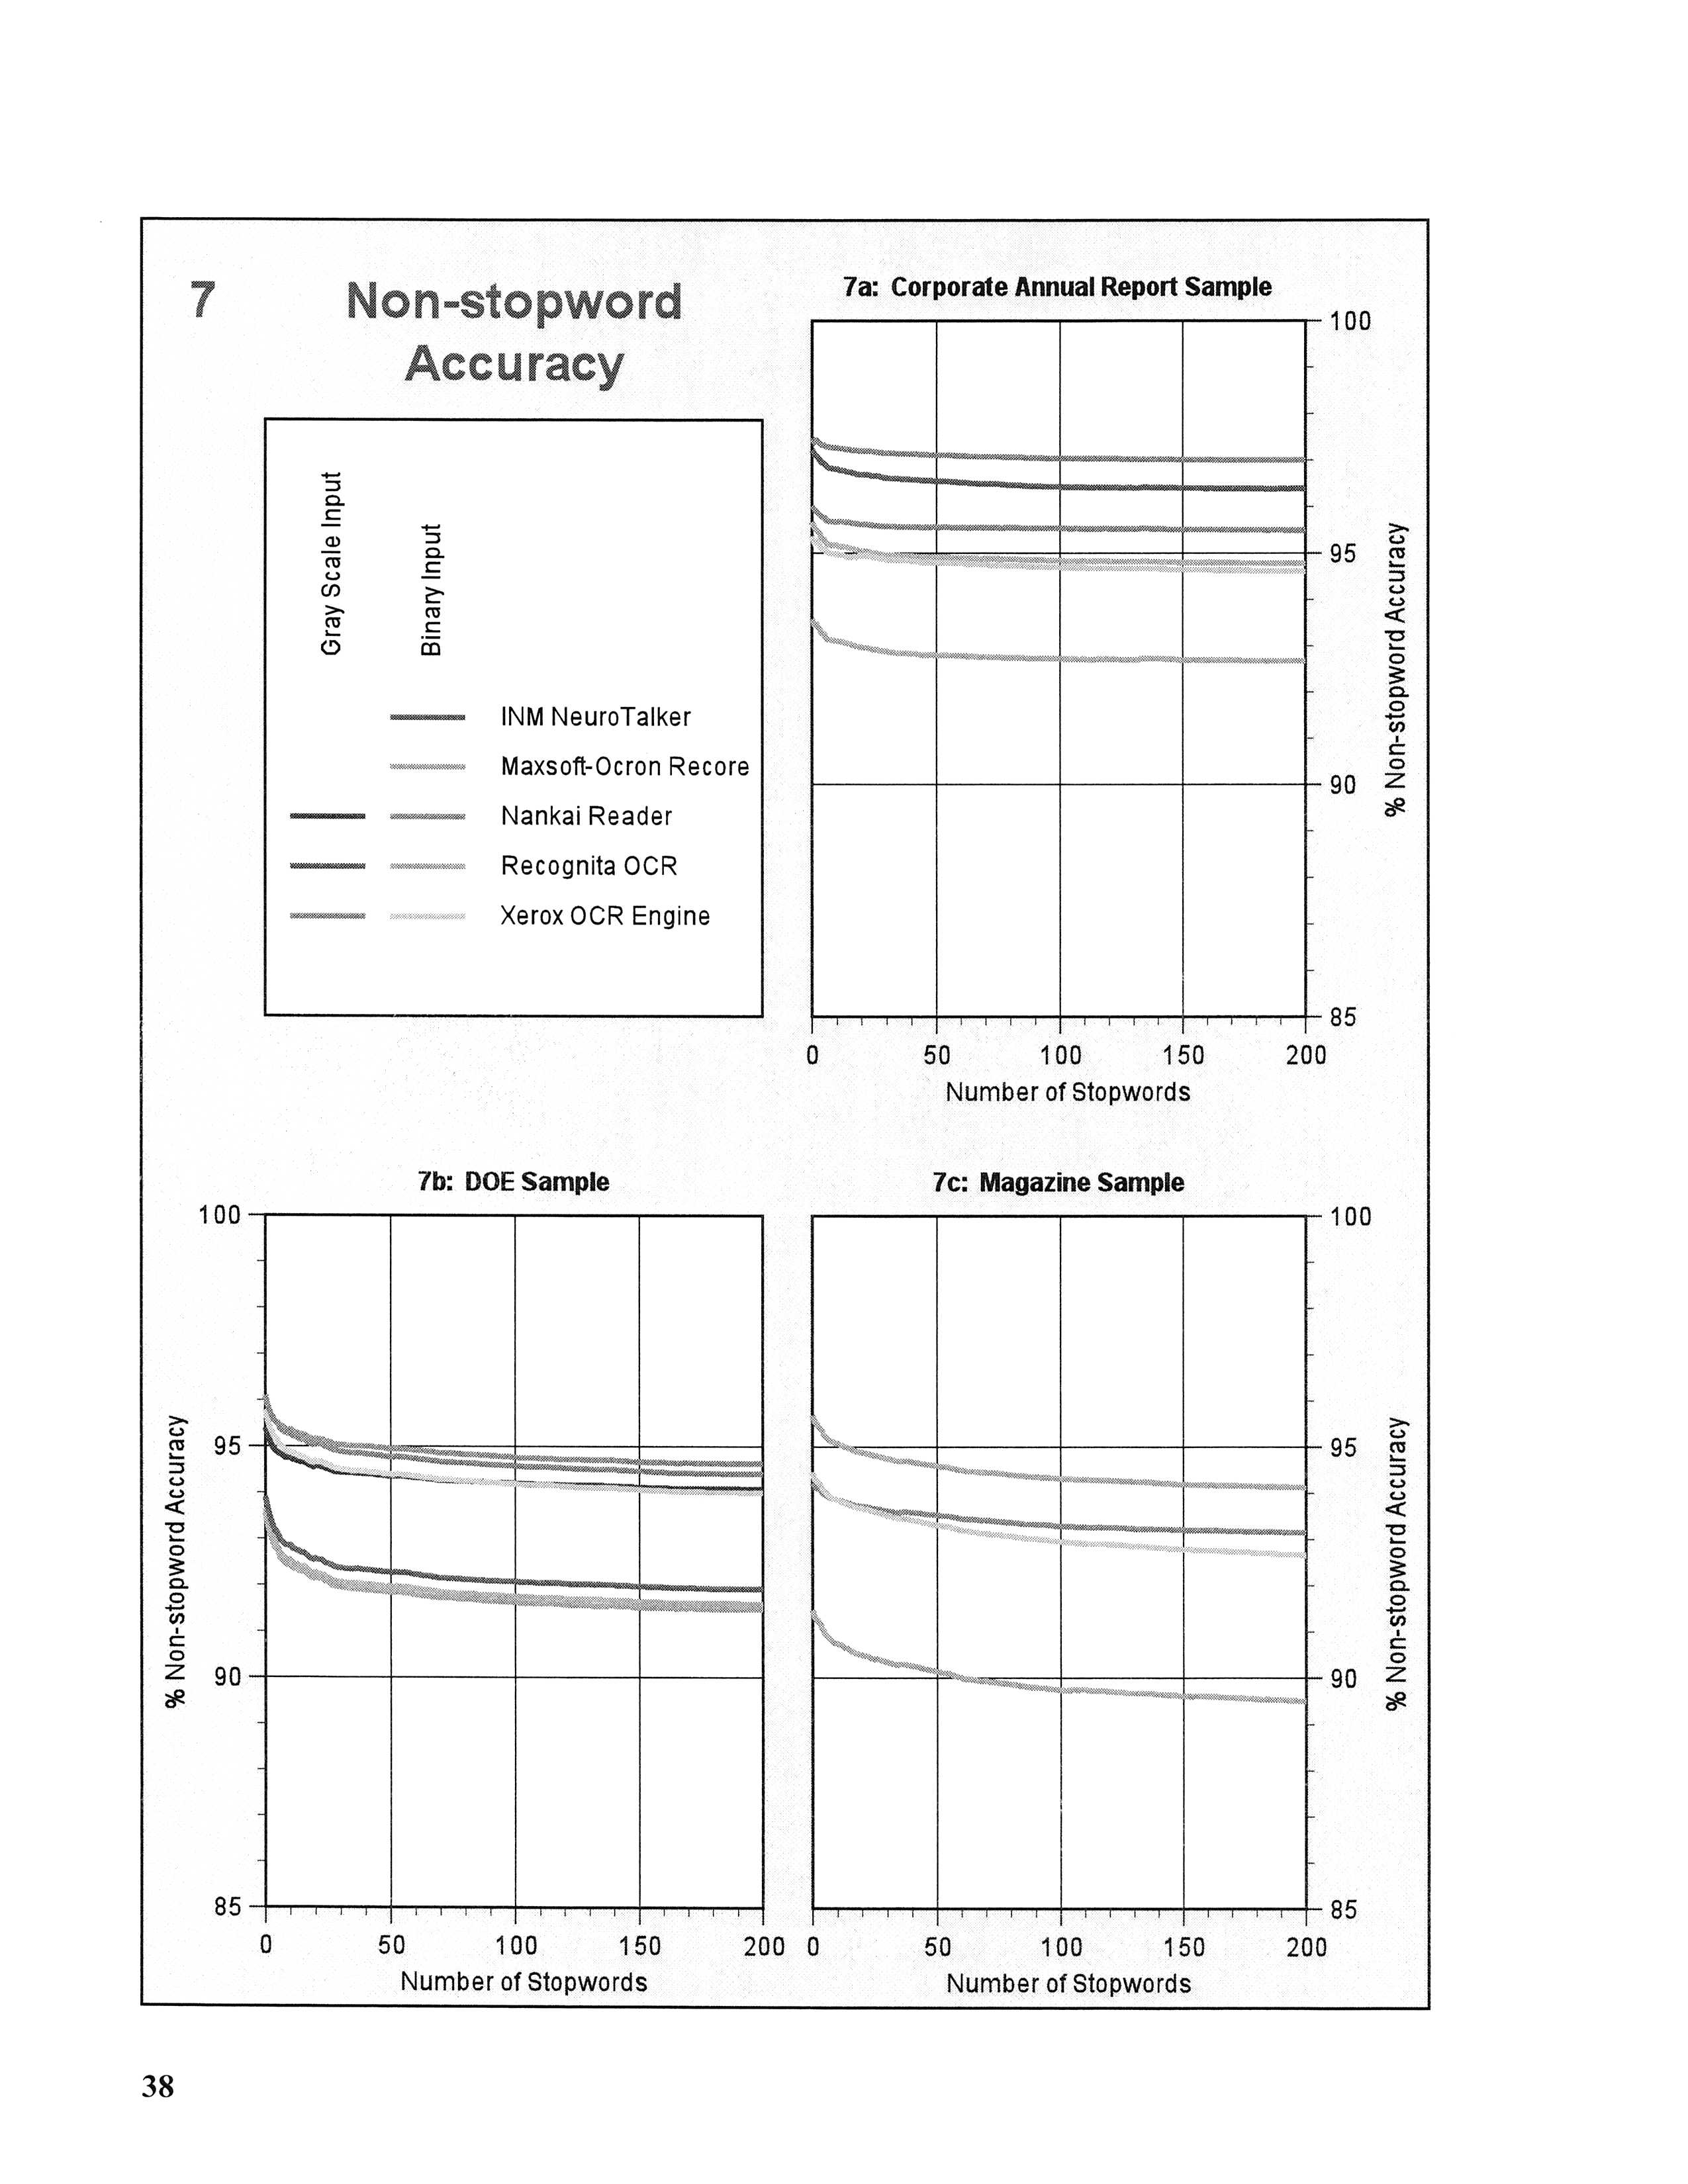 7 Non-stopword
Accuracy
Gray Scale Input
Binary Input
INM NeuroTalker
Maxsoft-Ocron Recore
Nankai Reader
Recognita OCR
Xerox OCR Engine
7a: Corporate Annual Report Sample
100
95
90
85
% Non-stopword Accuracy
0 50 100 150 200
Number of Stopwords
7b: DOE Sample
100
95
90
85
% Non-stopword Accuracy
0 50 100 150 200
Number of Stopwords
7c: Magazine Sample
100
95
90
85
% Non-stopword Accuracy
0 50 100 150 200
Number of Stopwords
38